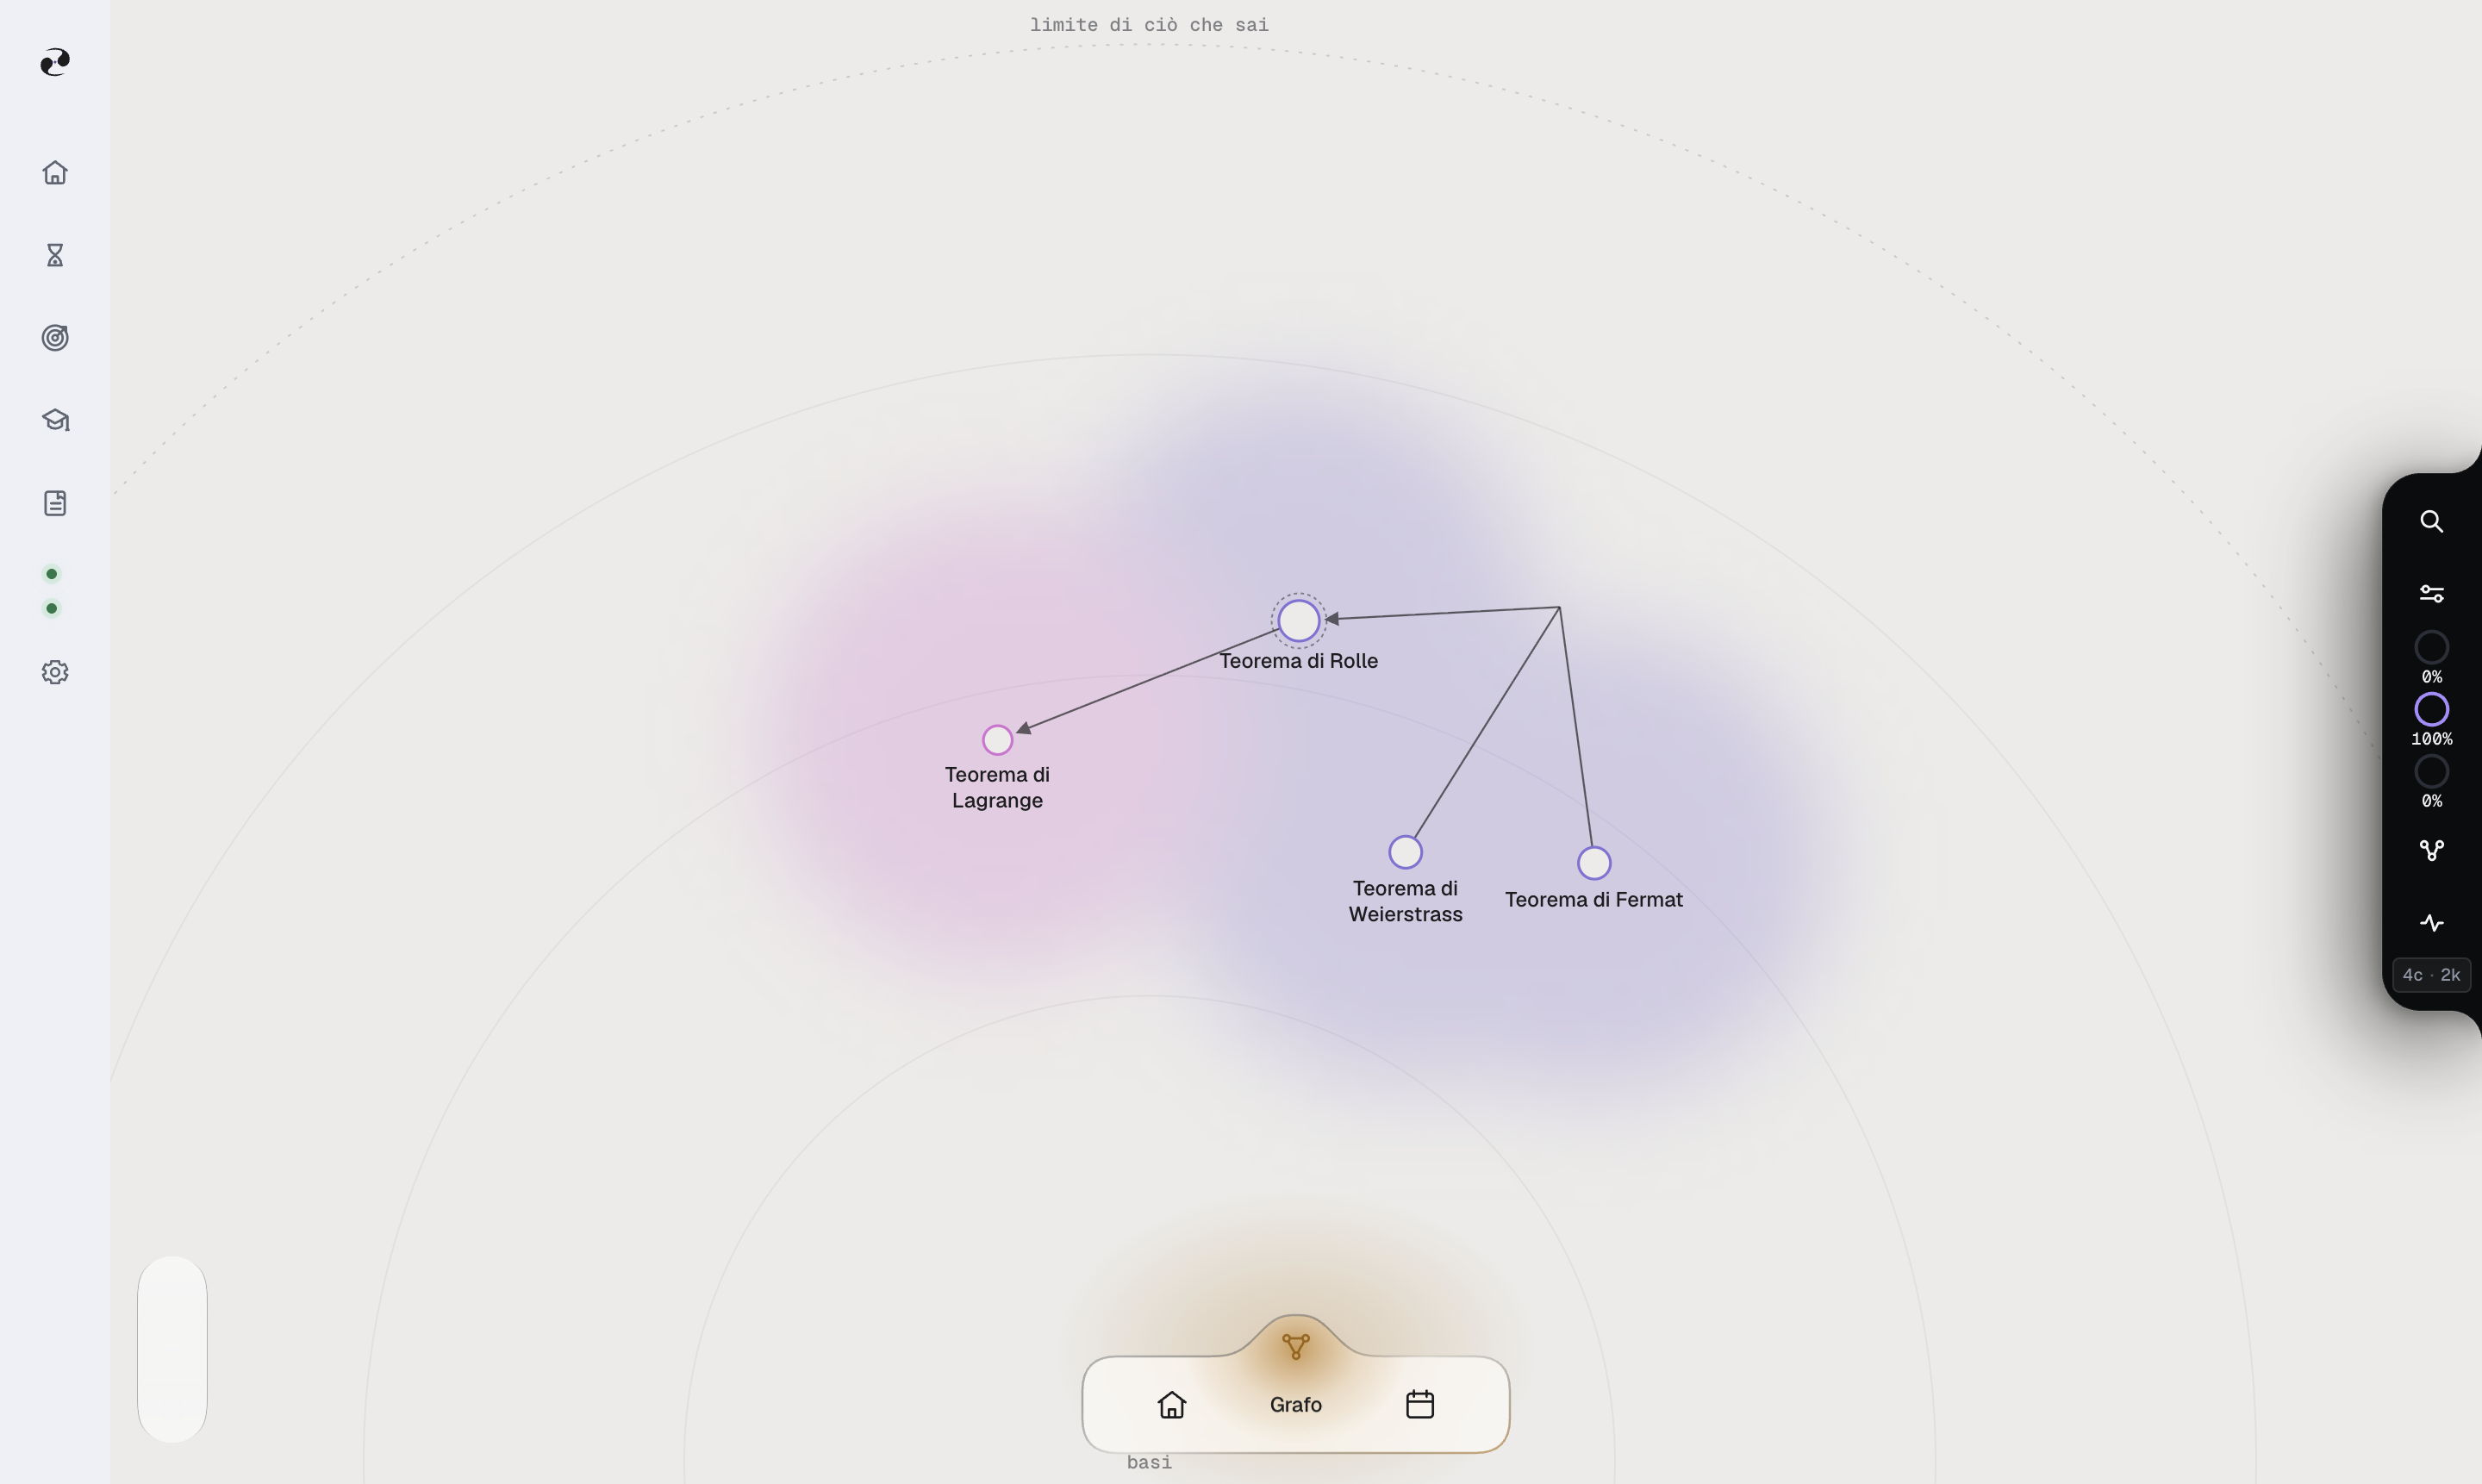 limite di ciò che sai
Teorema di Rolle
Teorema di
Lagrange
Teorema di
Weierstrass
Teorema di Fermat
0%
100%
0%
4c · 2k
Grafo
basi